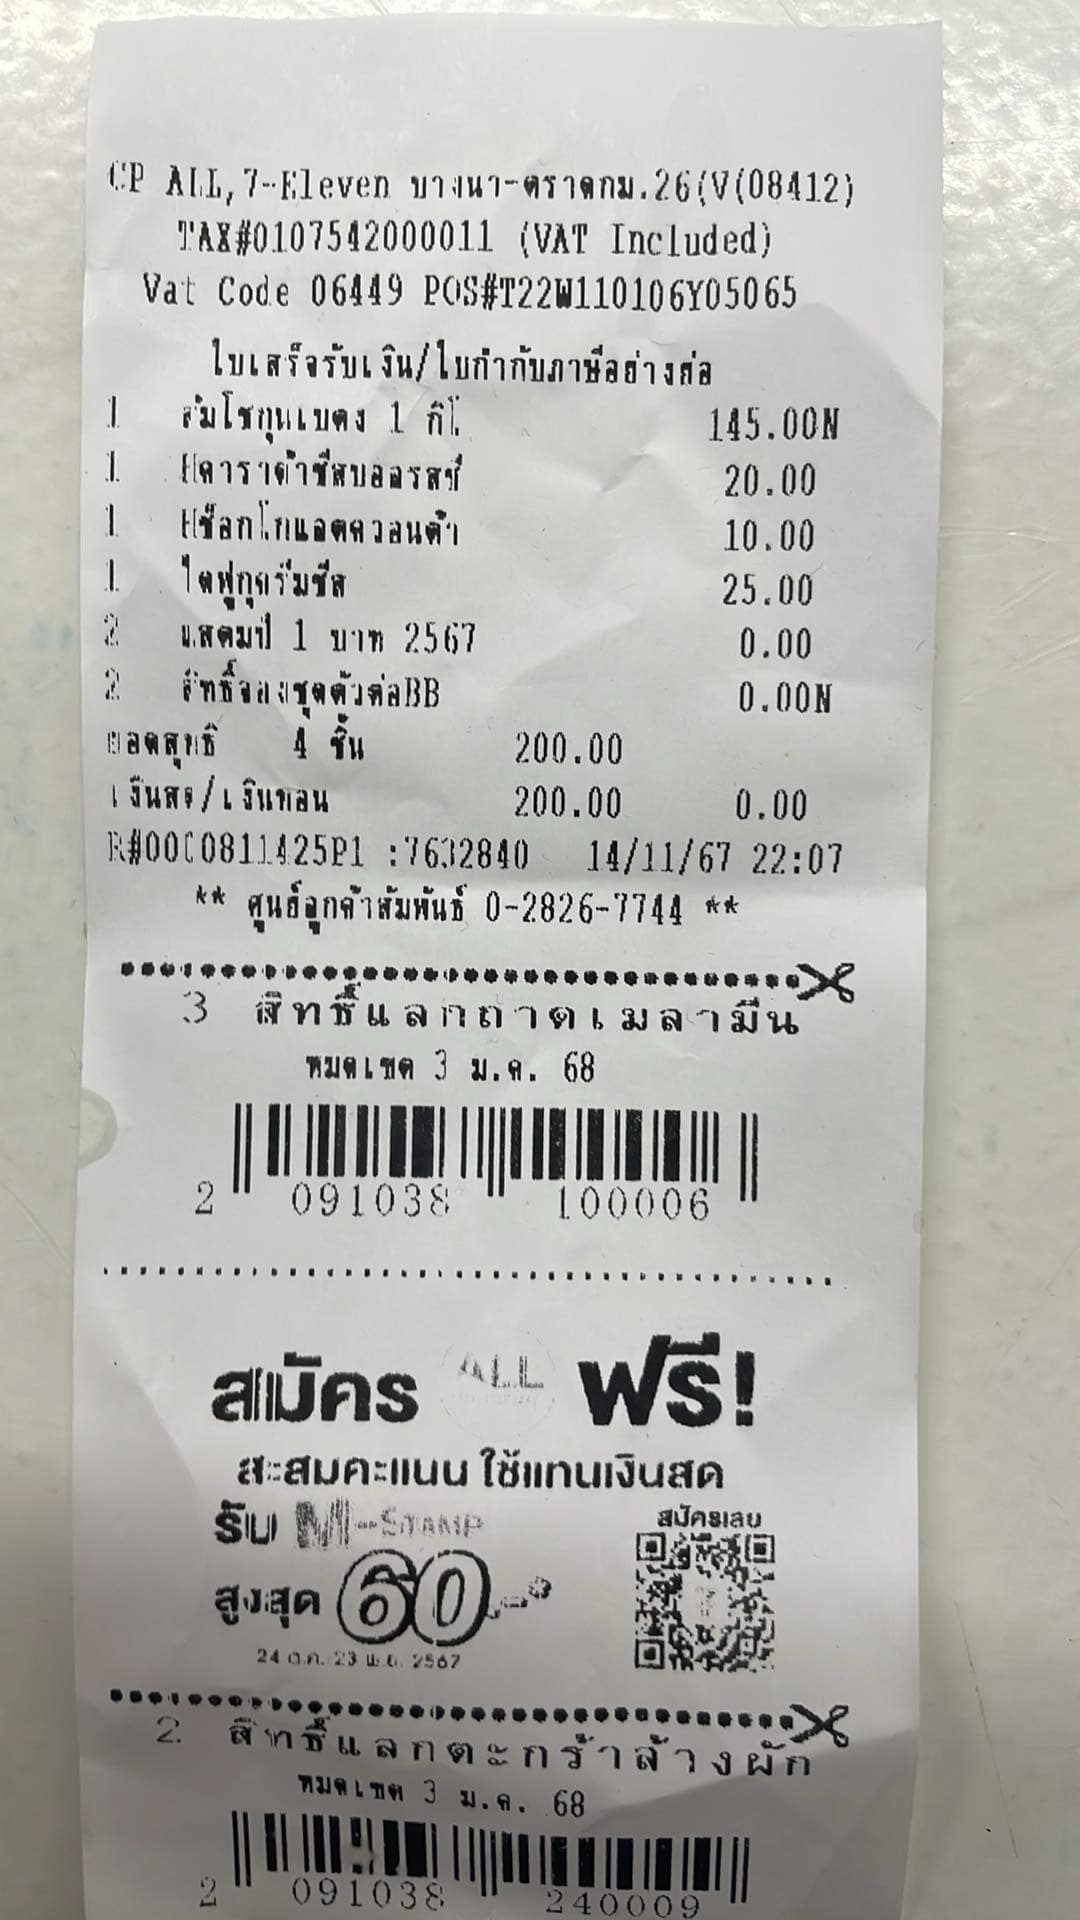 CP ALL,7-Eleven บางนา-ตราดกม.26(V(08412)
TAX#0107542000011 (VAT Included)
Vat Code 06449 POS#T22W110106Y05065
ใบเสร็จรับเงิน/ใบกำกับภาษีอย่างย่อ
1 ส้มโชกุนเบตง 1 กิโ 145.00N
1 Hคาราด้าชีสบอลรสชี 20.00
1 Hช็อกโกแลตควอนต้า 10.00
1 ไดฟูกุครีมชีส 25.00
2 แสตมป์ 1 บาท 2567 0.00
2 สิทธิ์จองชุดตัวต่อBB 0.00N
ยอดสุทธิ 4 ชิ้น 200.00
เงินสด/เงินทอน 200.00 0.00
R#0000811425P1 :7632840 14/11/67 22:07
** ศูนย์ลูกค้าสัมพันธ์ 0-2826-7744 **
3 สิทธิ์แลกถาดเมลามีน
หมดเขต 3 ม.ค. 68
2 091038 100006
สมัคร ALL ฟรี!
สะสมคะแนน ใช้แทนเงินสด
รับ M-STAMP
สมัครเลย
สูงสุด 60.-*
24 ต.ค.-23 พ.ย. 2567
2 สิทธิ์แลกตะกร้าล้างผัก
หมดเขต 3 ม.ค. 68
2 091038 240009